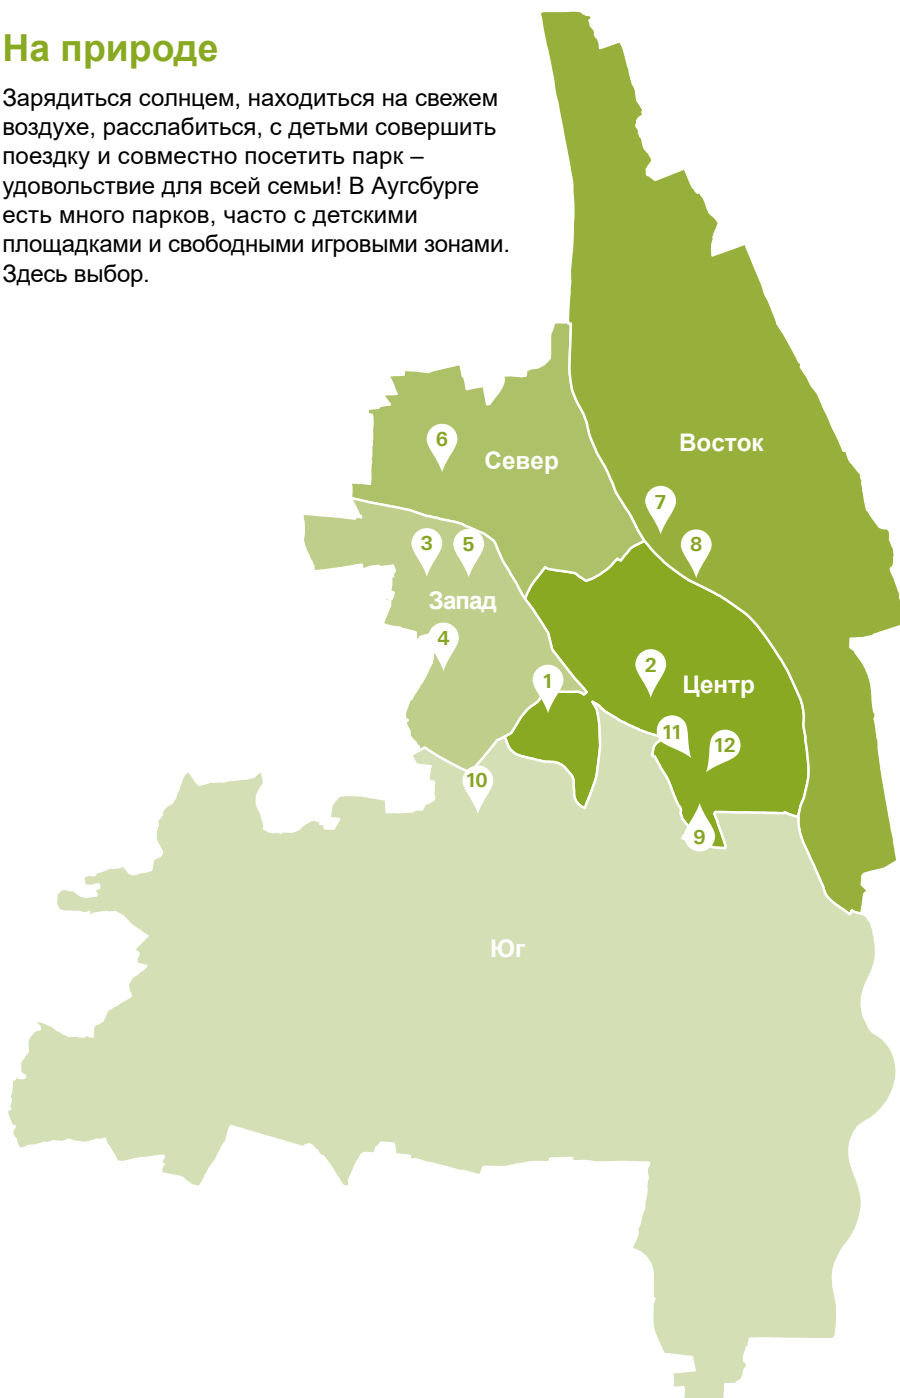 На природе
Зарядиться солнцем, находиться на свежем
воздухе, расслабиться, с детьми совершить
поездку и совместно посетить парк –
удовольствие для всей семьи! В Аугсбурге
есть много парков, часто с детскими
площадками и свободными игровыми зонами.
Здесь выбор.
6
Север
Восток
7
3
5
8
Запад
4
1
2
Центр
11
12
10
9
Юг